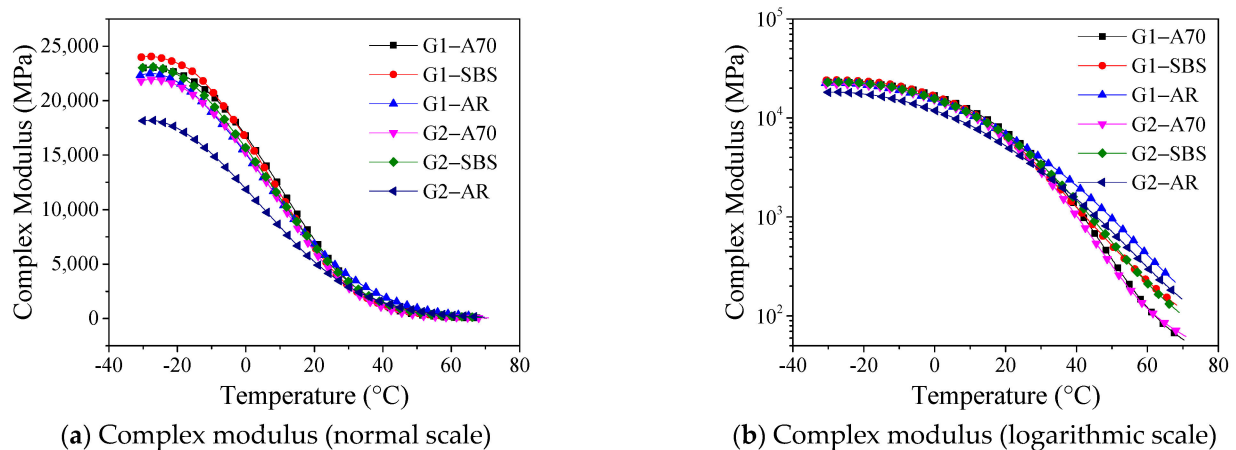 25,000
20,000
15,000
10,000
5,000
0
Complex Modulus (MPa)
-40 -20 0 20 40 60 80
Temperature (°C)
G1–A70
G1–SBS
G1–AR
G2–A70
G2–SBS
G2–AR
(a) Complex modulus (normal scale)
10^5
10^4
10^3
10^2
Complex Modulus (MPa)
-40 -20 0 20 40 60 80
Temperature (°C)
G1–A70
G1–SBS
G1–AR
G2–A70
G2–SBS
G2–AR
(b) Complex modulus (logarithmic scale)